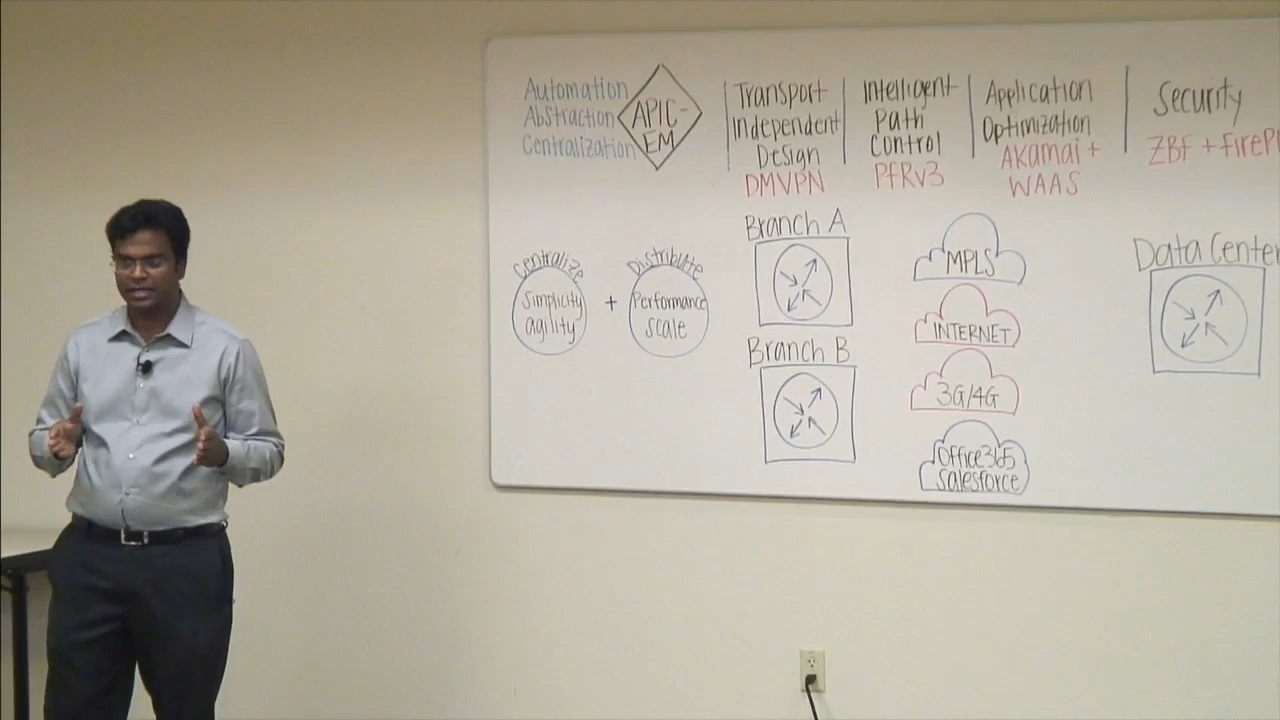 Automation
Abstraction
Centralization
APIC-
EM
Transport
Independent
Design
DMVPN
Intelligent
Path
Control
PfRv3
Application
Optimization
Akamai +
WAAS
Security
ZBF + FireP
Centralize
Simplicity
agility
+
Distribute
Performance
scale
Branch A
Branch B
MPLS
INTERNET
3G/4G
Office365
Salesforce
Data Center